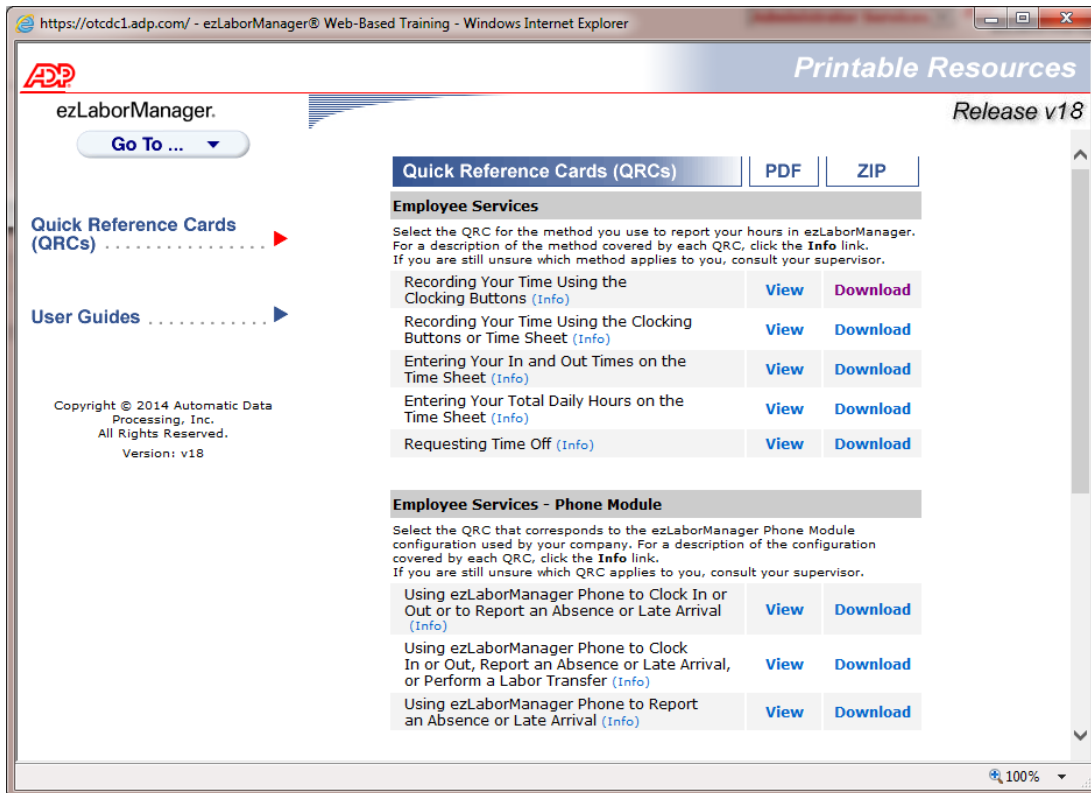 https://otcdc1.adp.com/ - ezLaborManager® Web-Based Training - Windows Internet Explorer
ADP
Printable Resources
ezLaborManager.
Release v18
Go To ...
Quick Reference Cards (QRCs)
PDF
ZIP
Employee Services
Quick Reference Cards
(QRCs) . . . . . . . . . . . . . . . .
Select the QRC for the method you use to report your hours in ezLaborManager.
For a description of the method covered by each QRC, click the Info link.
If you are still unsure which method applies to you, consult your supervisor.
Recording Your Time Using the
Clocking Buttons (Info)
View
Download
User Guides . . . . . . . . . . . .
Recording Your Time Using the Clocking
Buttons or Time Sheet (Info)
View
Download
Entering Your In and Out Times on the
Time Sheet (Info)
View
Download
Entering Your Total Daily Hours on the
Time Sheet (Info)
View
Download
Requesting Time Off (Info)
View
Download
Copyright © 2014 Automatic Data
Processing, Inc.
All Rights Reserved.
Version: v18
Employee Services - Phone Module
Select the QRC that corresponds to the ezLaborManager Phone Module
configuration used by your company. For a description of the configuration
covered by each QRC, click the Info link.
If you are still unsure which QRC applies to you, consult your supervisor.
Using ezLaborManager Phone to Clock In or
Out or to Report an Absence or Late Arrival
(Info)
View
Download
Using ezLaborManager Phone to Clock
In or Out, Report an Absence or Late Arrival,
or Perform a Labor Transfer (Info)
View
Download
Using ezLaborManager Phone to Report
an Absence or Late Arrival (Info)
View
Download
100%